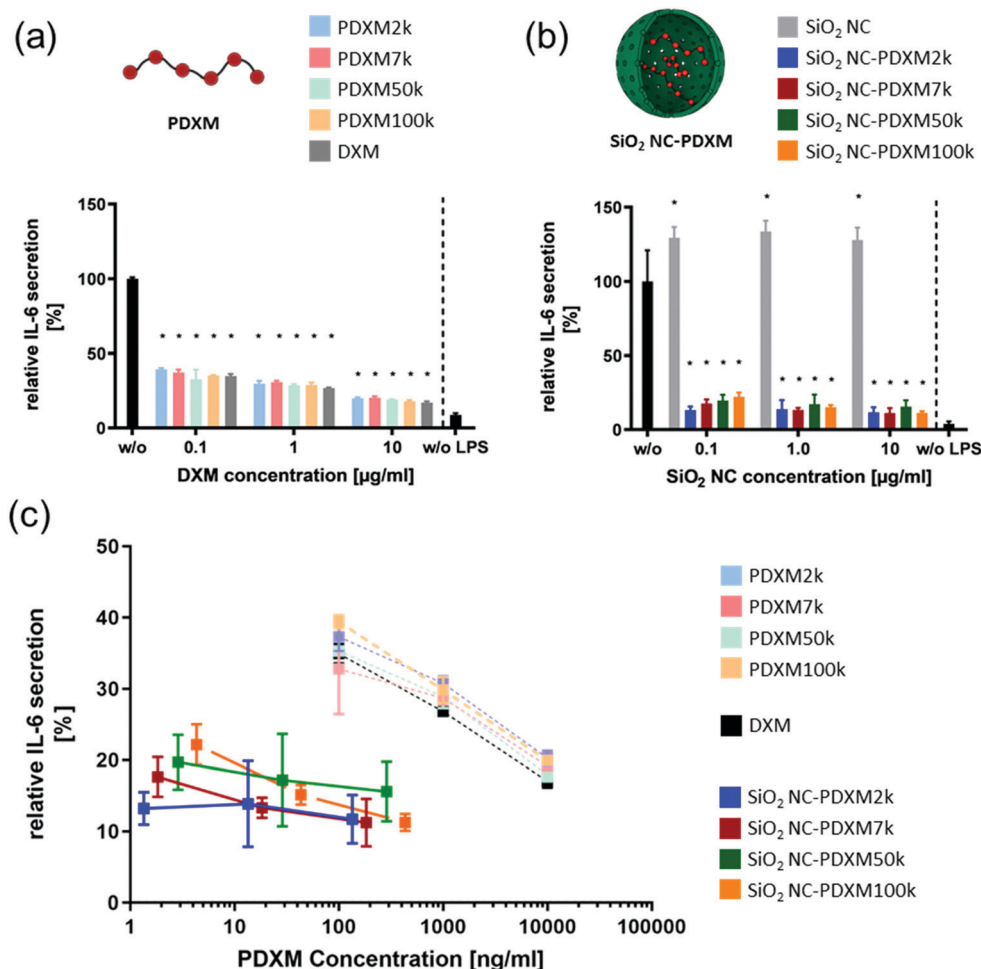 (a)
PDXM
PDXM2k
PDXM7k
PDXM50k
PDXM100k
DXM
relative IL-6 secretion
[%]
150
100
50
0
* * * * *
* * * * *
* * * * *
w/o
0.1
1
10
w/o LPS
DXM concentration [µg/ml]
(b)
SiO₂ NC-PDXM
SiO₂ NC
SiO₂ NC-PDXM2k
SiO₂ NC-PDXM7k
SiO₂ NC-PDXM50k
SiO₂ NC-PDXM100k
relative IL-6 secretion
[%]
150
100
50
0
* * *
* * * *
* * * *
* * * *
w/o
0.1
1.0
10
w/o LPS
SiO₂ NC concentration [µg/ml]
(c)
relative IL-6 secretion
[%]
50
40
30
20
10
0
1
10
100
1000
10000
100000
PDXM Concentration [ng/ml]
PDXM2k
PDXM7k
PDXM50k
PDXM100k
DXM
SiO₂ NC-PDXM2k
SiO₂ NC-PDXM7k
SiO₂ NC-PDXM50k
SiO₂ NC-PDXM100k